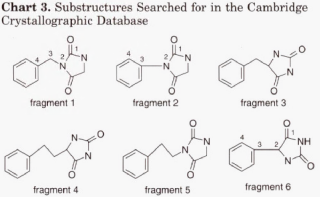 Chart 3. Substructures Searched for in the Cambridge
Crystallographic Database
O 1 2 3 4 N N O
fragment 1
O 1 2 3 4 N N O
fragment 2
O N N O
fragment 3
O N N O
fragment 4
O N N O
fragment 5
O 1 2 3 4 NH N O
fragment 6